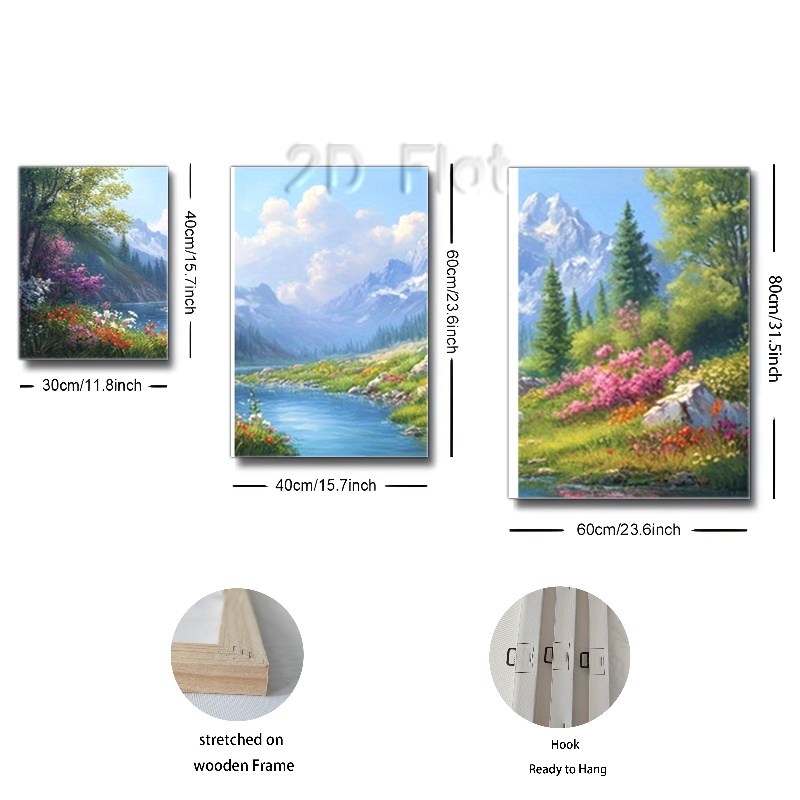 2D Flat
40cm/15.7inch
30cm/11.8inch
60cm/23.6inch
40cm/15.7inch
80cm/31.5inch
60cm/23.6inch
stretched on
wooden Frame
Hook
Ready to Hang